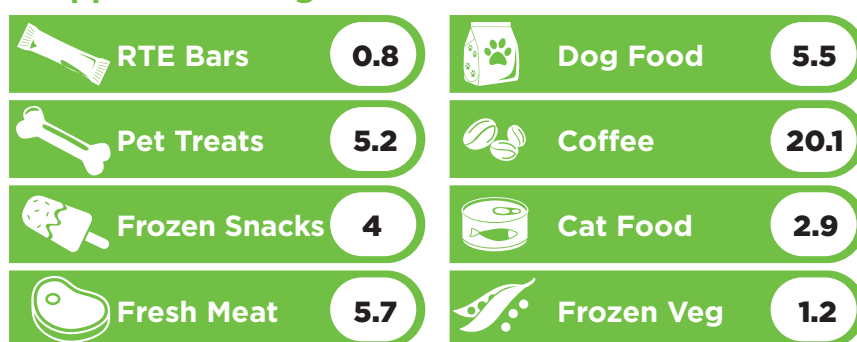 RTE Bars 0.8
Pet Treats 5.2
Frozen Snacks 4
Fresh Meat 5.7
Dog Food 5.5
Coffee 20.1
Cat Food 2.9
Frozen Veg 1.2